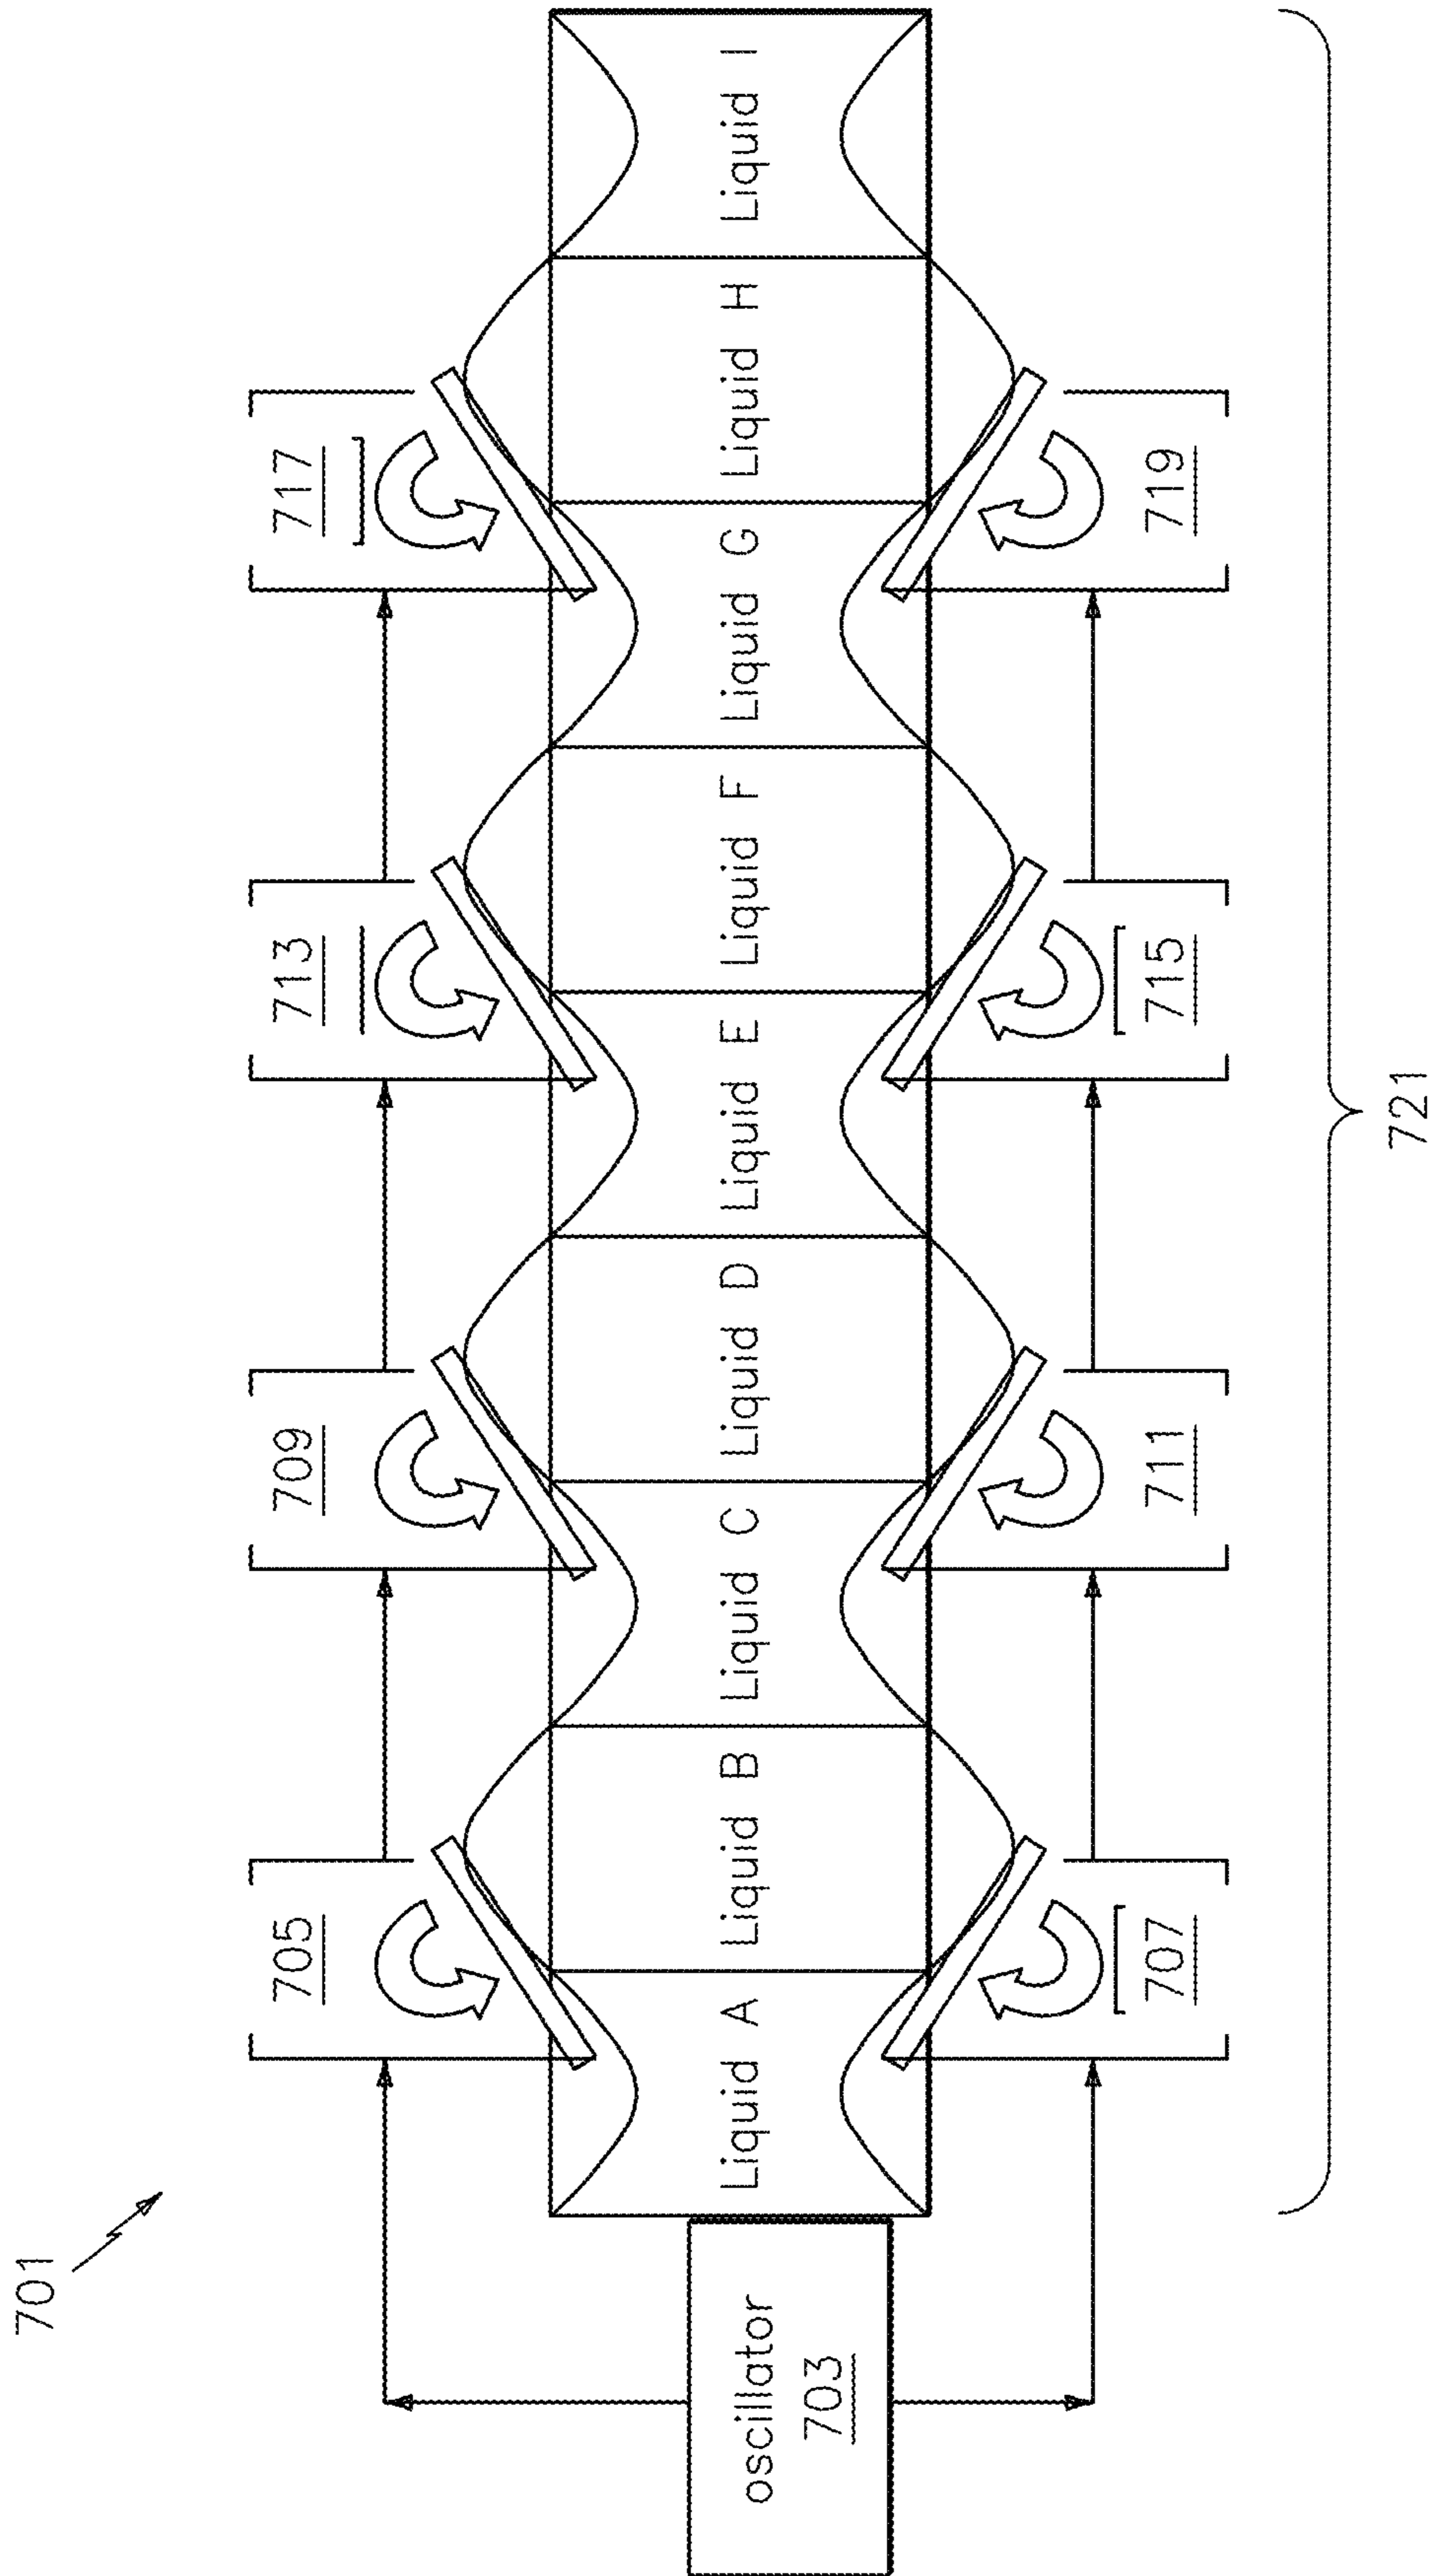 701
705
709
713
717
oscillator
703
Liquid A
Liquid B
Liquid C
Liquid D
Liquid E
Liquid F
Liquid G
Liquid H
Liquid I
707
711
715
719
721